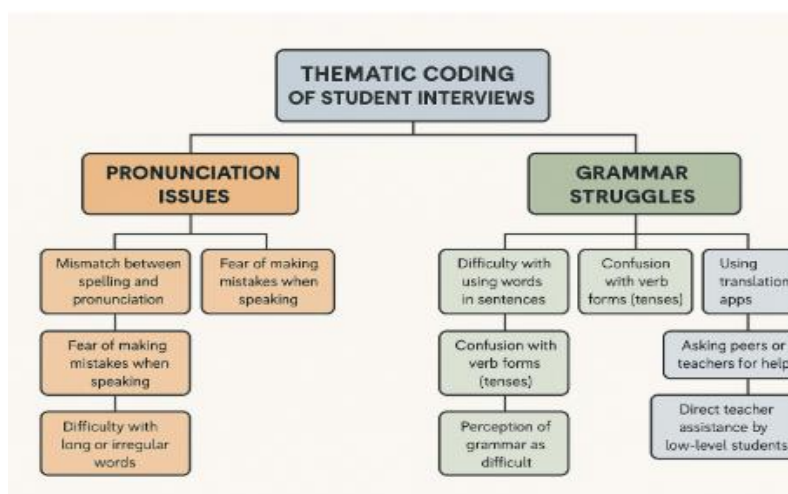 THEMATIC CODING
OF STUDENT INTERVIEWS
PRONUNCIATION
ISSUES
GRAMMAR
STRUGGLES
Mismatch between
spelling and
pronunciation
Fear of making
mistakes when
speaking
Difficulty with
using words
in sentences
Confusion
with verb
forms (tenses)
Using
translation
apps
Fear of making
mistakes when
speaking
Confusion with
verb forms
(tenses)
Asking peers or
teachers for help
Difficulty with
long or irregular
words
Perception of
grammar as
difficult
Direct teacher
assistance by
low-level students